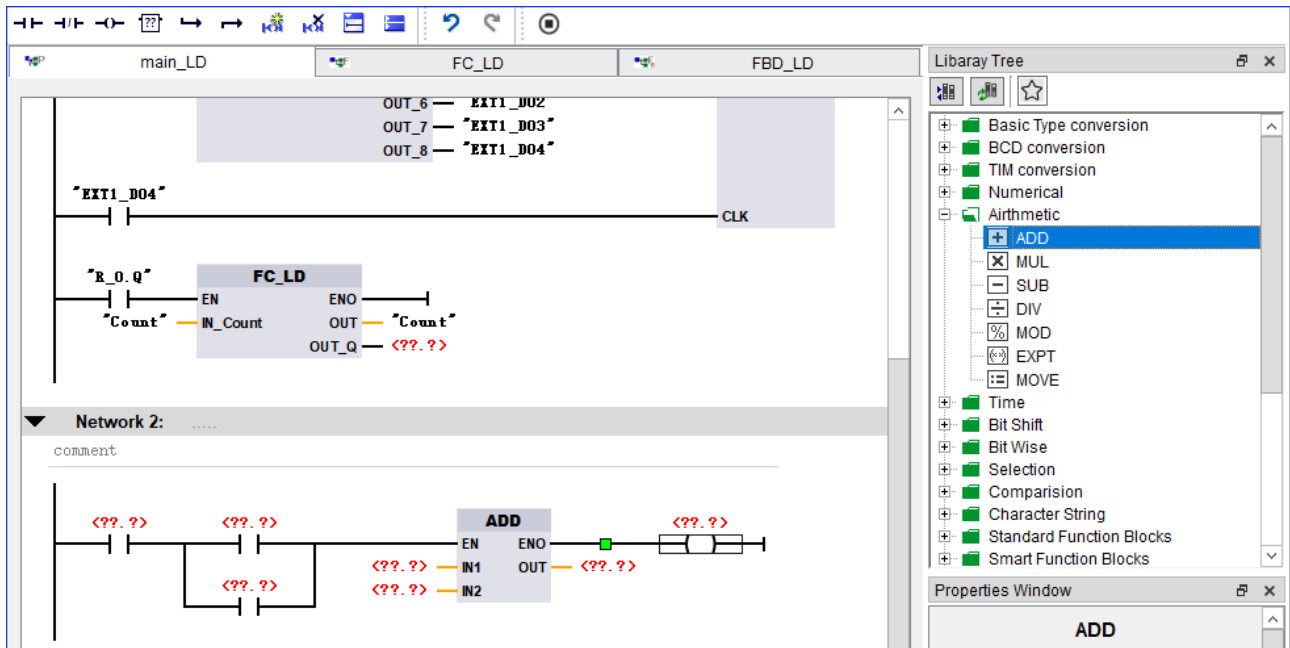 ??
main_LD
FC_LD
FBD_LD
OUT_6 EXT1_DO2
OUT_7 "EXT1_DO3"
OUT_8 "EXT1_DO4"
"EXT1_DO4"
CLK
"R_O.Q"
FC_LD
EN ENO
"Count" IN_Count OUT "Count"
OUT_Q <??.?>
Network 2: .....
comment
<??.?> <??.?> ADD <??.?>
EN ENO
<??.?> IN1 OUT <??.?>
<??.?> <??.?> IN2
Libaray Tree
Basic Type conversion
BCD conversion
TIM conversion
Numerical
Airthmetic
ADD
MUL
SUB
DIV
MOD
EXPT
MOVE
Time
Bit Shift
Bit Wise
Selection
Comparision
Character String
Standard Function Blocks
Smart Function Blocks
Properties Window
ADD